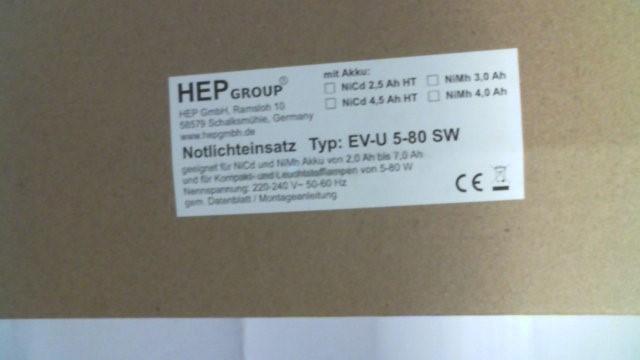 HEP GROUP®
HEP GmbH, Ramsloh 10
58579 Schalksmühle, Germany
www.hepgmbh.de
mit Akku:
☐ NiCd 2,5 Ah HT ☐ NiMh 3,0 Ah
☐ NiCd 4,5 Ah HT ☐ NiMh 4,0 Ah
Notlichteinsatz Typ: EV-U 5-80 SW
geeignet für NiCd und NiMh Akku von 2,0 Ah bis 7,0 Ah
und für Kompakt- und Leuchtstofflampen von 5-80 W
Nennspannung: 220-240 V~ 50-60 Hz
gem. Datenblatt / Montageanleitung
CE